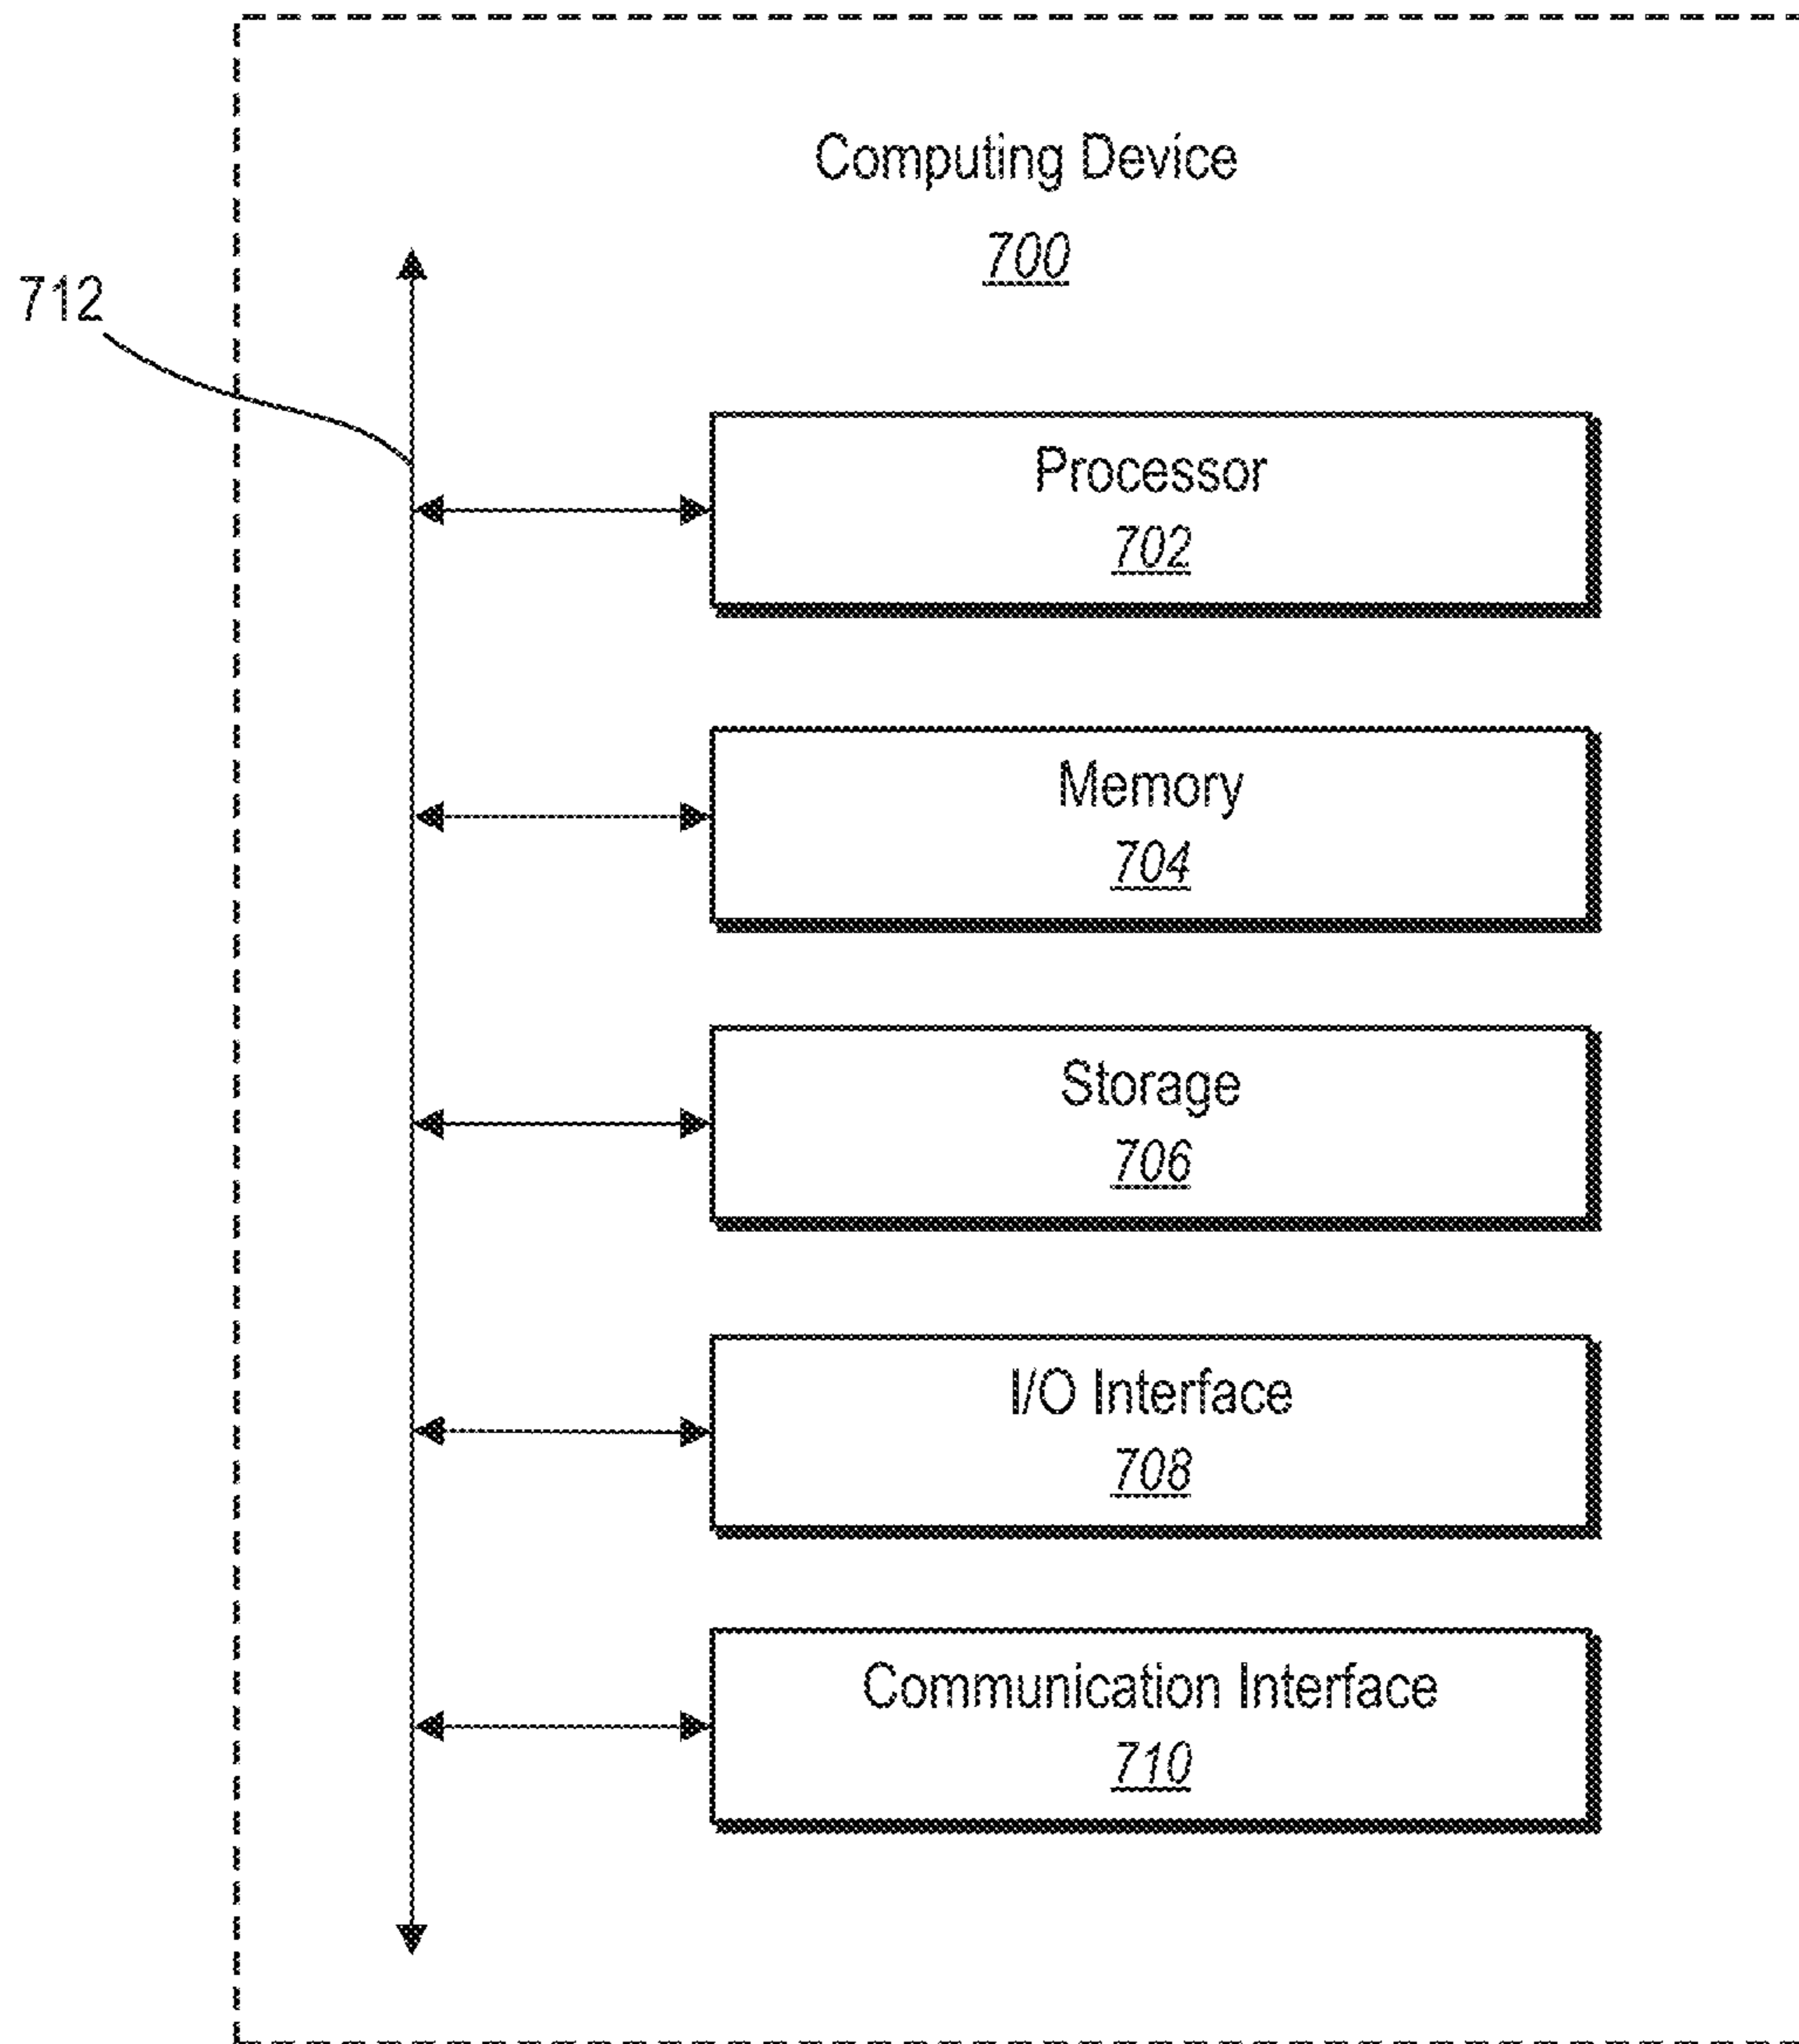 Computing Device
700
712
Processor
702
Memory
704
Storage
706
I/O Interface
708
Communication Interface
710